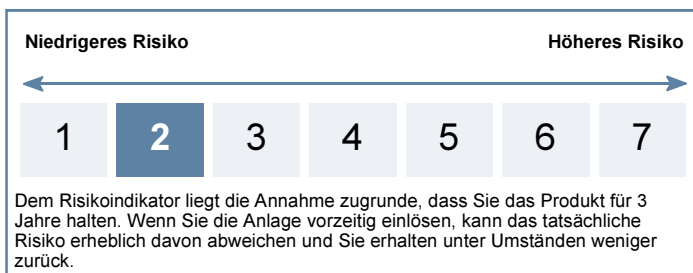 Niedrigeres Risiko Höheres Risiko
1 2 3 4 5 6 7
Dem Risikoindikator liegt die Annahme zugrunde, dass Sie das Produkt für 3
Jahre halten. Wenn Sie die Anlage vorzeitig einlösen, kann das tatsächliche
Risiko erheblich davon abweichen und Sie erhalten unter Umständen weniger
zurück.